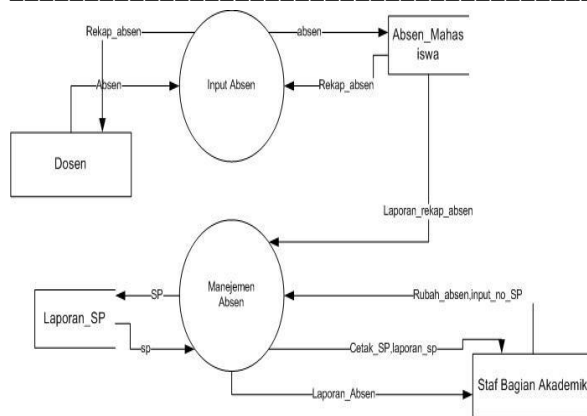 Rekap_absen
absen
Absen_Mahas
iswa
Absen
Input Absen
Rekap_absen
Dosen
Laporan_rekap_absen
Manejemen
Absen
SP
Rubah_absen,input_no_SP
Laporan_SP
sp
Cetak_SP,laporan_sp
Staf Bagian Akademik
Laporan_Absen